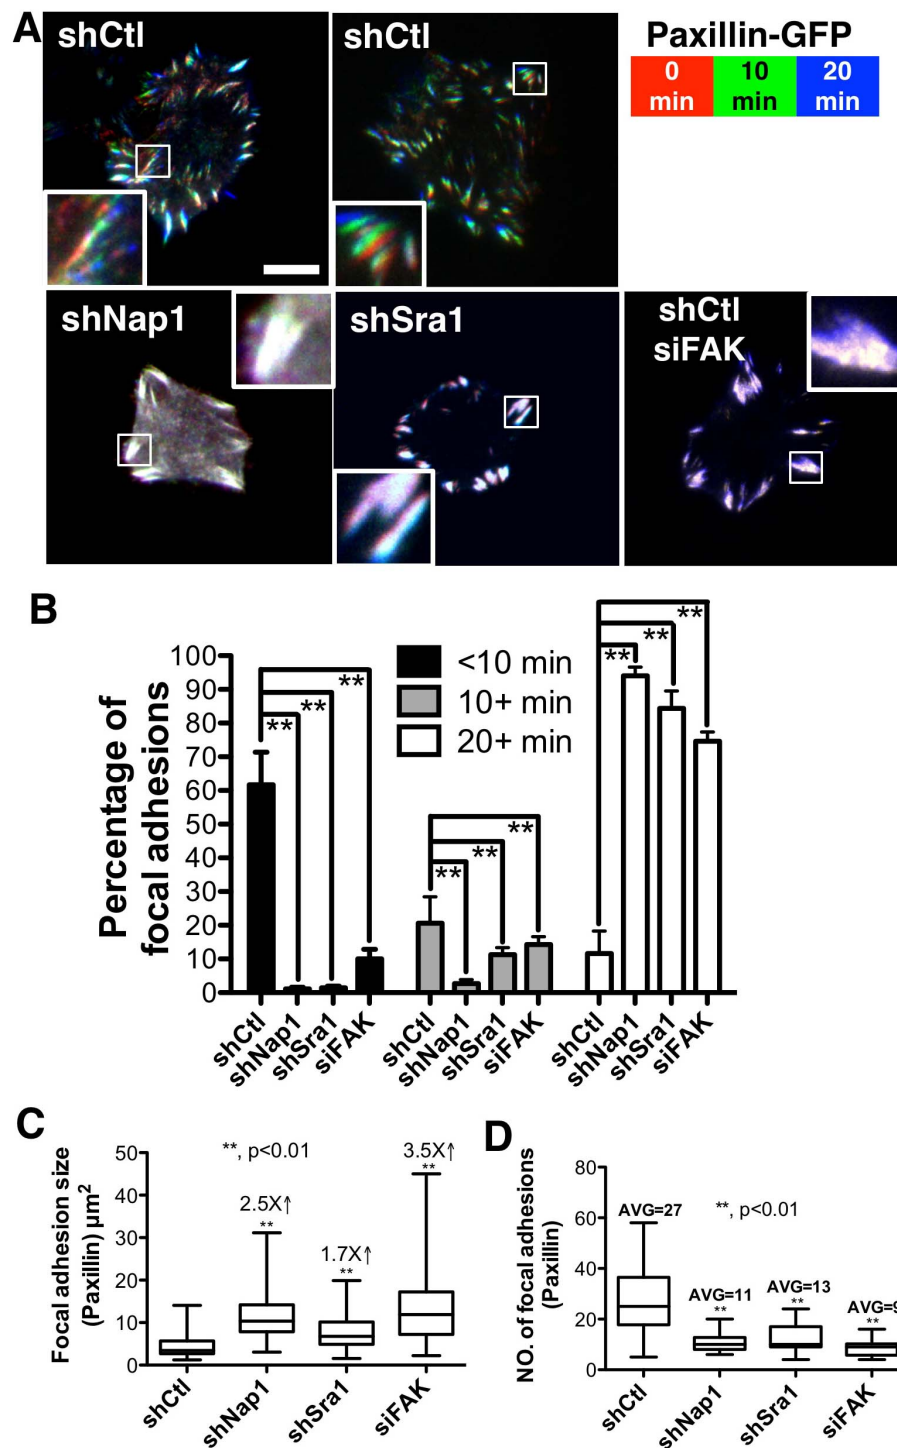 A
shCtl
shCtl
Paxillin-GFP
0 min
10 min
20 min
shNap1
shSra1
shCtl
siFAK
B
Percentage of
focal adhesions
100
90
80
70
60
50
40
30
20
10
0
<10 min
10+ min
20+ min
**
**
**
**
**
**
**
**
**
shCtl
shNap1
shSra1
siFAK
shCtl
shNap1
shSra1
siFAK
shCtl
shNap1
shSra1
siFAK
C
Focal adhesion size
(Paxillin) µm²
50
40
30
20
10
0
**, p<0.01
2.5X↑
**
1.7X↑
**
3.5X↑
**
shCtl
shNap1
shSra1
siFAK
D
NO. of focal adhesions
(Paxillin)
80
60
40
20
0
AVG=27
**, p<0.01
AVG=11
**
AVG=13
**
AVG=9
**
shCtl
shNap1
shSra1
siFAK